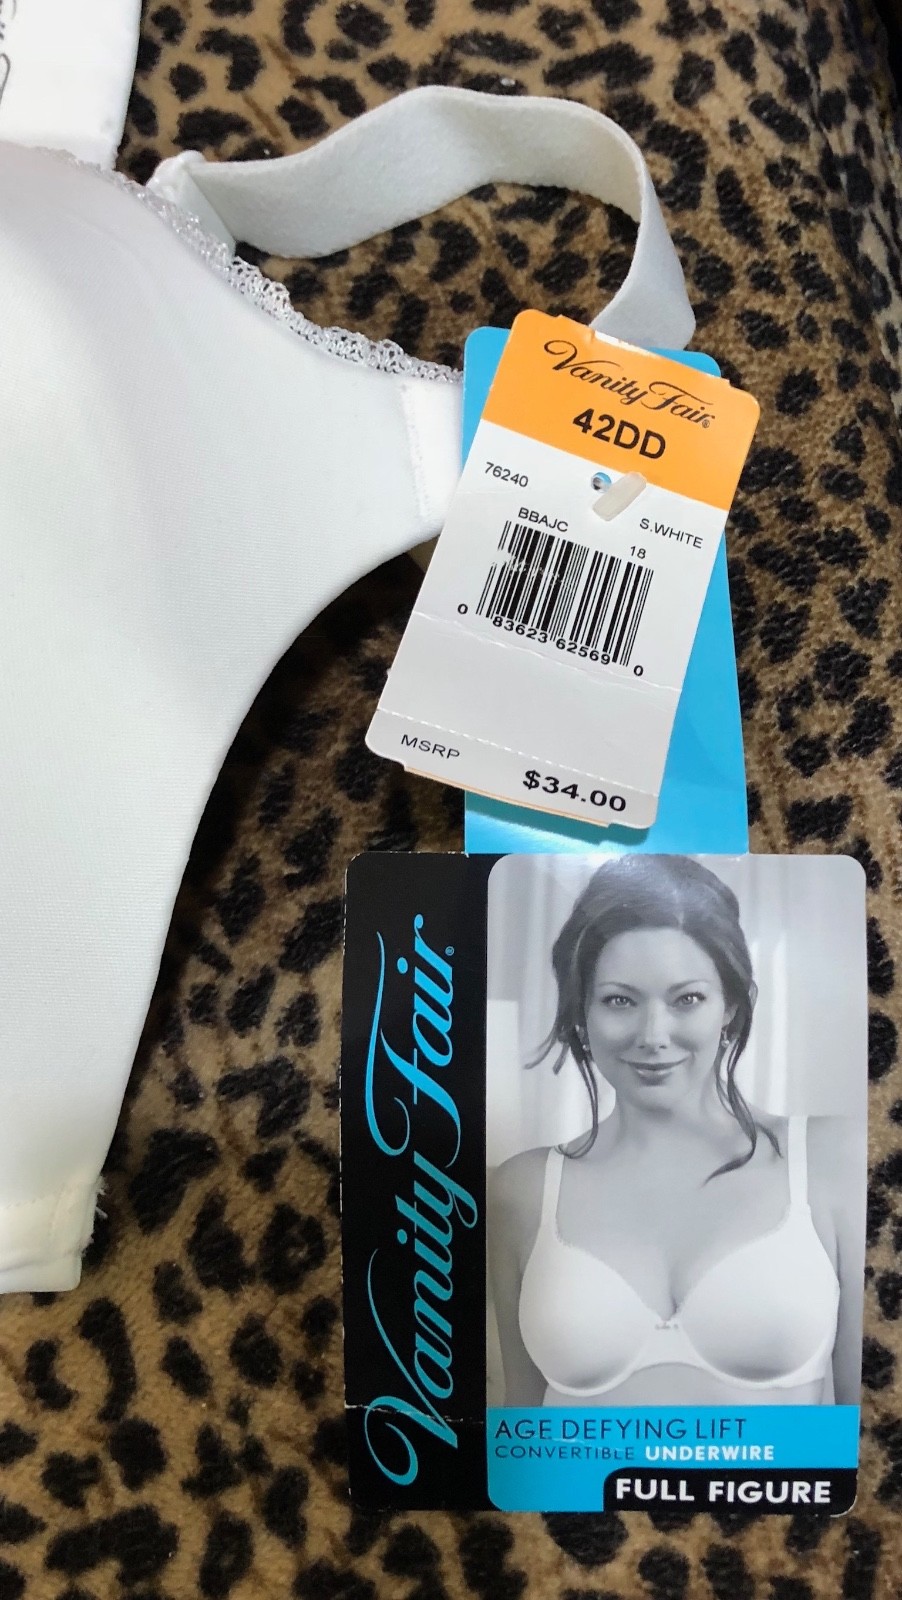 Vanity Fair®
42DD
76240
BBAJC
S.WHITE
18
0 83623 62569 0
MSRP
$34.00
Vanity Fair®
AGE DEFYING LIFT
CONVERTIBLE UNDERWIRE
FULL FIGURE